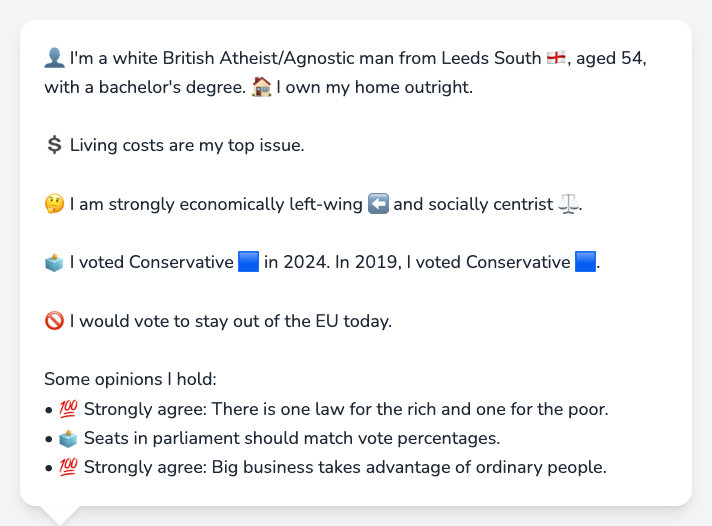 👤 I'm a white British Atheist/Agnostic man from Leeds South 🏴󠁧󠁢󠁥󠁮󠁧󠁿, aged 54,
with a bachelor's degree. 🏠 I own my home outright.
💲 Living costs are my top issue.
🤔 I am strongly economically left-wing ⬅️ and socially centrist ⚖️.
🗳️ I voted Conservative 🟦 in 2024. In 2019, I voted Conservative 🟦.
🚫 I would vote to stay out of the EU today.
Some opinions I hold:
• 💯 Strongly agree: There is one law for the rich and one for the poor.
• 🗳️ Seats in parliament should match vote percentages.
• 💯 Strongly agree: Big business takes advantage of ordinary people.